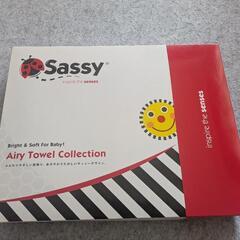 Sassy®
inspire the senses
inspire the senses
Bright & Soft For Baby!
Airy Towel Collection